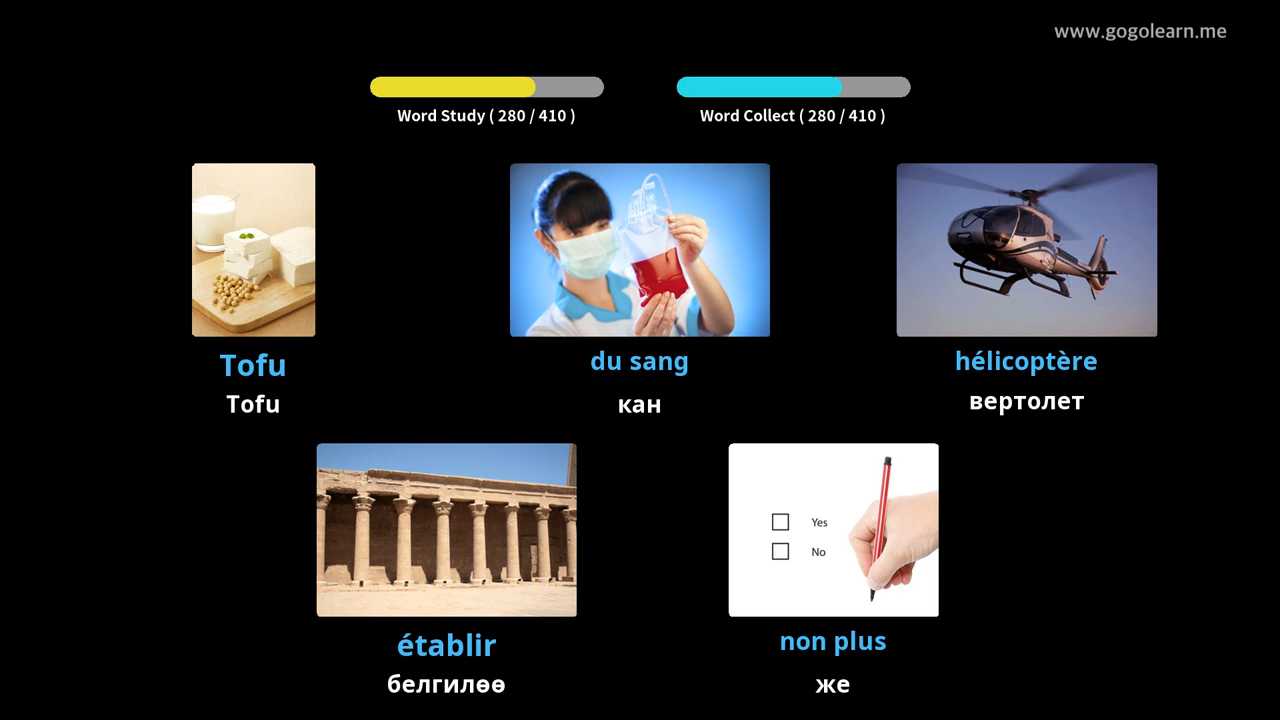 www.gogolearn.me
Word Study ( 280 / 410 )
Word Collect ( 280 / 410 )
Tofu
Tofu
du sang
кан
hélicoptère
вертолет
établir
белгилөө
Yes
No
non plus
же